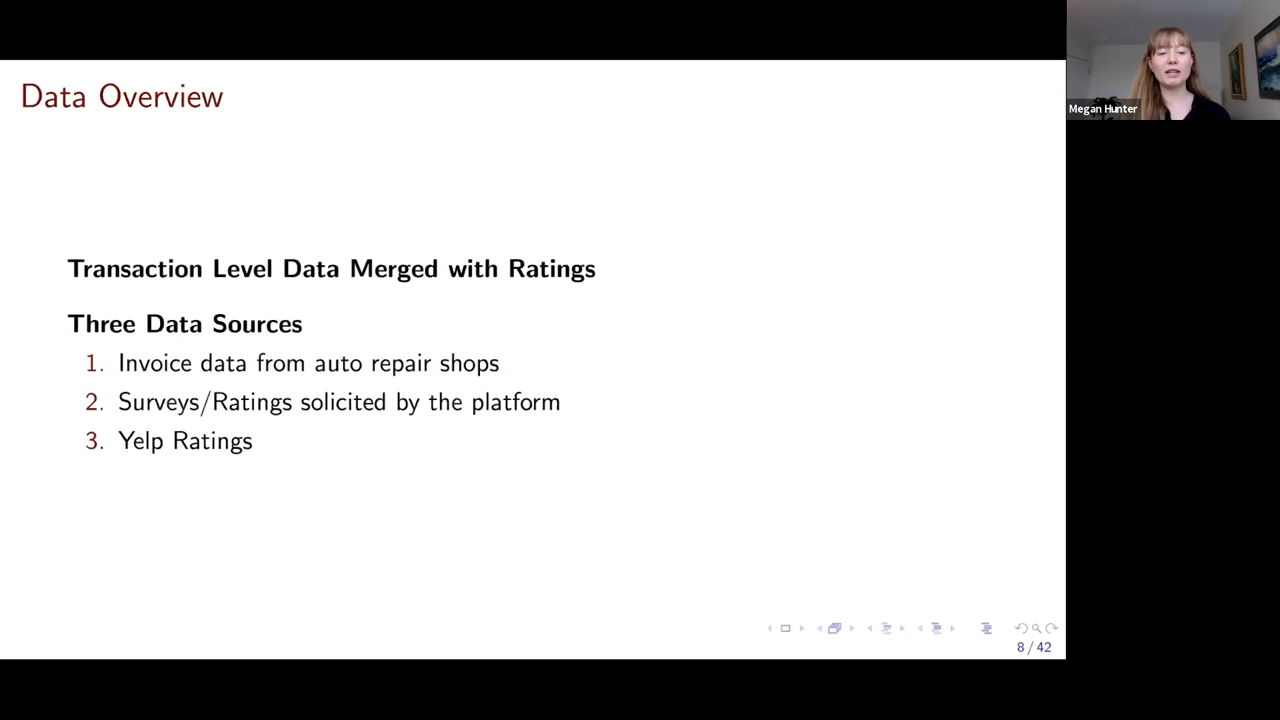 Data Overview
Megan Hunter
Transaction Level Data Merged with Ratings
Three Data Sources
1. Invoice data from auto repair shops
2. Surveys/Ratings solicited by the platform
3. Yelp Ratings
8 / 42